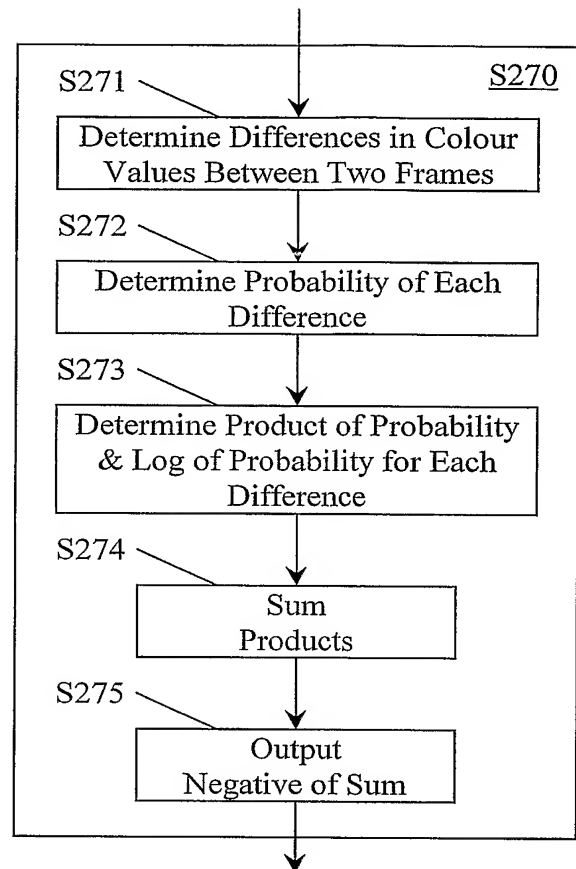 S270
S271
Determine Differences in Colour
Values Between Two Frames
S272
Determine Probability of Each
Difference
S273
Determine Product of Probability
& Log of Probability for Each
Difference
S274
Sum
Products
S275
Output
Negative of Sum